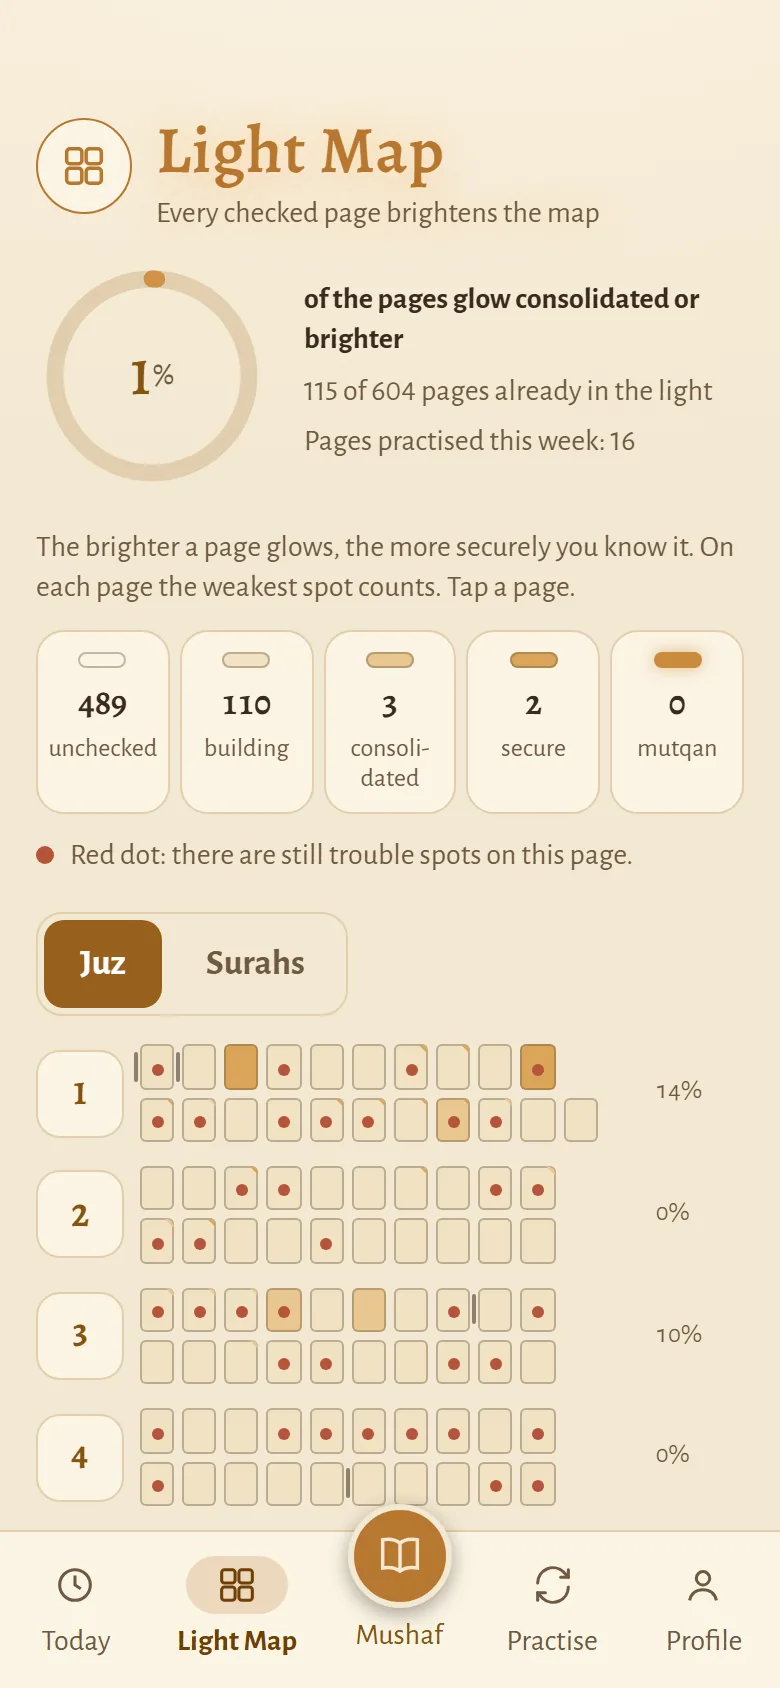 Light Map
Every checked page brightens the map
1%
of the pages glow consolidated or
brighter
115 of 604 pages already in the light
Pages practised this week: 16
The brighter a page glows, the more securely you know it. On
each page the weakest spot counts. Tap a page.
489
unchecked
110
building
3
consoli-
dated
2
secure
0
mutqan
Red dot: there are still trouble spots on this page.
Juz
Surahs
1
14%
2
0%
3
10%
4
0%
Today
Light Map
Mushaf
Practise
Profile